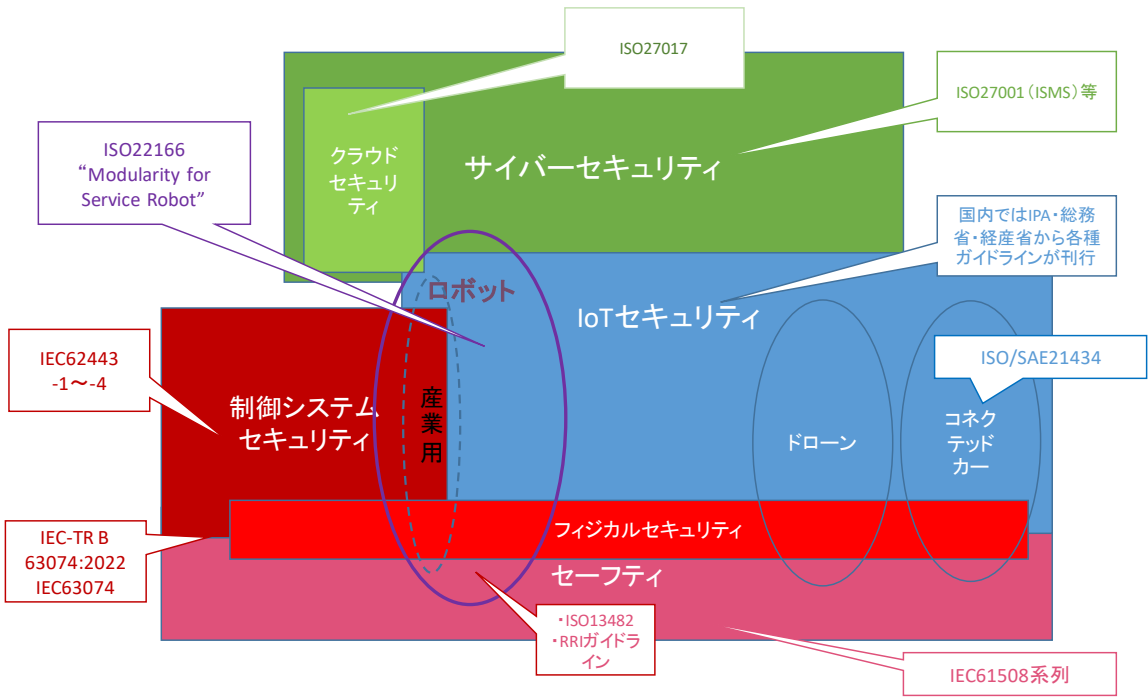 ISO27017
ISO27001(ISMS)等
ISO22166
“Modularity for
Service Robot”
クラウド
セキュリ
ティ
サイバーセキュリティ
国内ではIPA・総務
省・経産省から各種
ガイドラインが刊行
ロボット
IoTセキュリティ
IEC62443
-1～-4
ISO/SAE21434
制御システム
セキュリティ
産
業
用
ドローン
コネク
テッド
カー
IEC-TR B
63074:2022
IEC63074
フィジカルセキュリティ
セーフティ
・ISO13482
・RRIガイドラ
イン
IEC61508系列